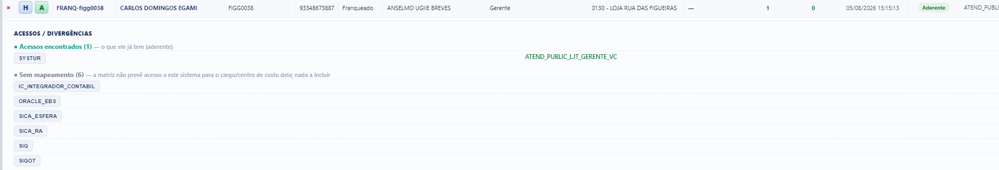 × H A FRANQ-figg0038 CARLOS DOMINGOS EGAMI FIGG0038 93348673887 Franqueado ANSELMO UGIIE BREVES Gerente 0130 - LOJA RUA DAS FIGUEIRAS — 1 0 05/08/2026 15:15:13 Aderente ATEND_PUBLI
ACESSOS / DIVERGÊNCIAS
• Acessos encontrados (1) — o que ele já tem (aderente)
SYSTUR ATEND_PUBLIC_LJT_GERENTE_VC
• Sem mapeamento (6) — a matriz não prevê acesso a este sistema para o cargo/centro de custo dela; nada a incluir
IC_INTEGRADOR_CONTABIL
ORACLE_EBS
SICA_ESFERA
SICA_RA
SIG
SIGOT